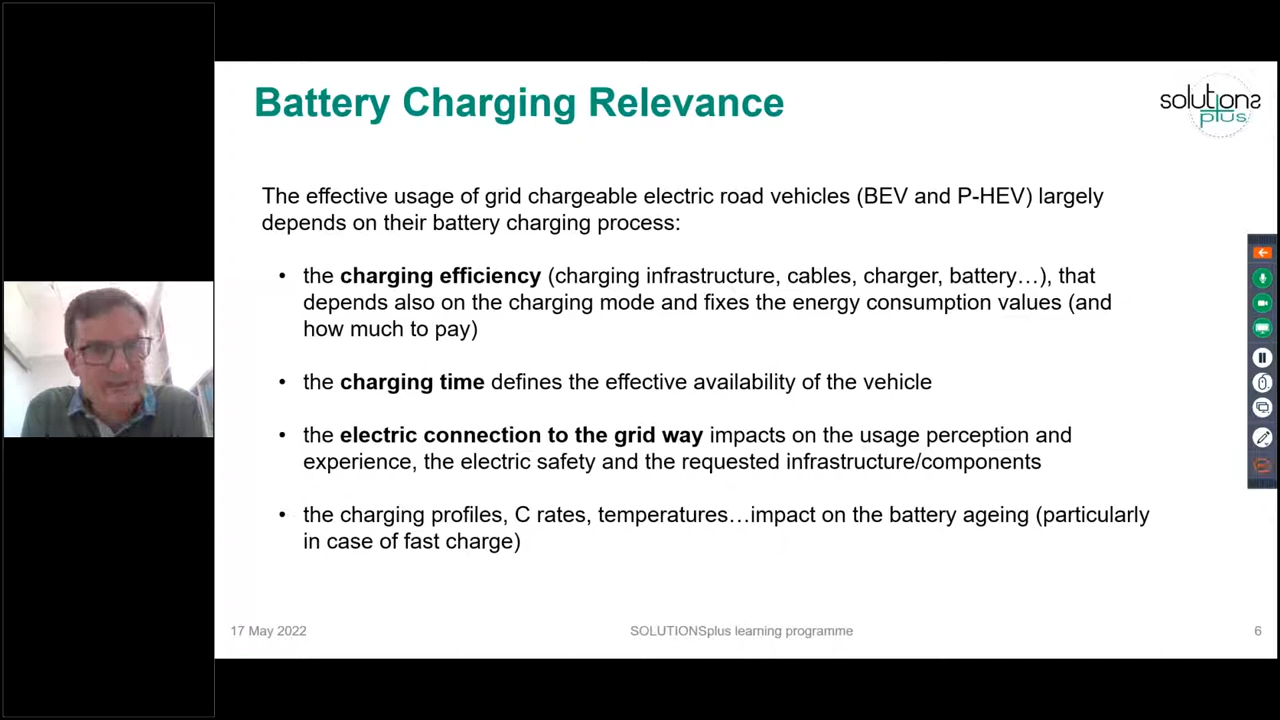 Battery Charging Relevance
solutions
plus
The effective usage of grid chargeable electric road vehicles (BEV and P-HEV) largely
depends on their battery charging process:
• the charging efficiency (charging infrastructure, cables, charger, battery…), that
depends also on the charging mode and fixes the energy consumption values (and
how much to pay)
• the charging time defines the effective availability of the vehicle
• the electric connection to the grid way impacts on the usage perception and
experience, the electric safety and the requested infrastructure/components
• the charging profiles, C rates, temperatures…impact on the battery ageing (particularly
in case of fast charge)
17 May 2022
SOLUTIONSplus learning programme
6